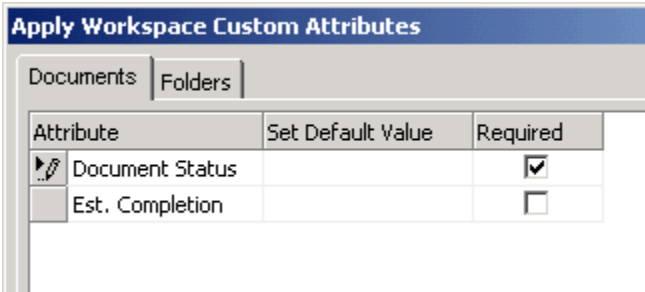 Apply Workspace Custom Attributes
Documents Folders
Attribute Set Default Value Required
Document Status
Est. Completion